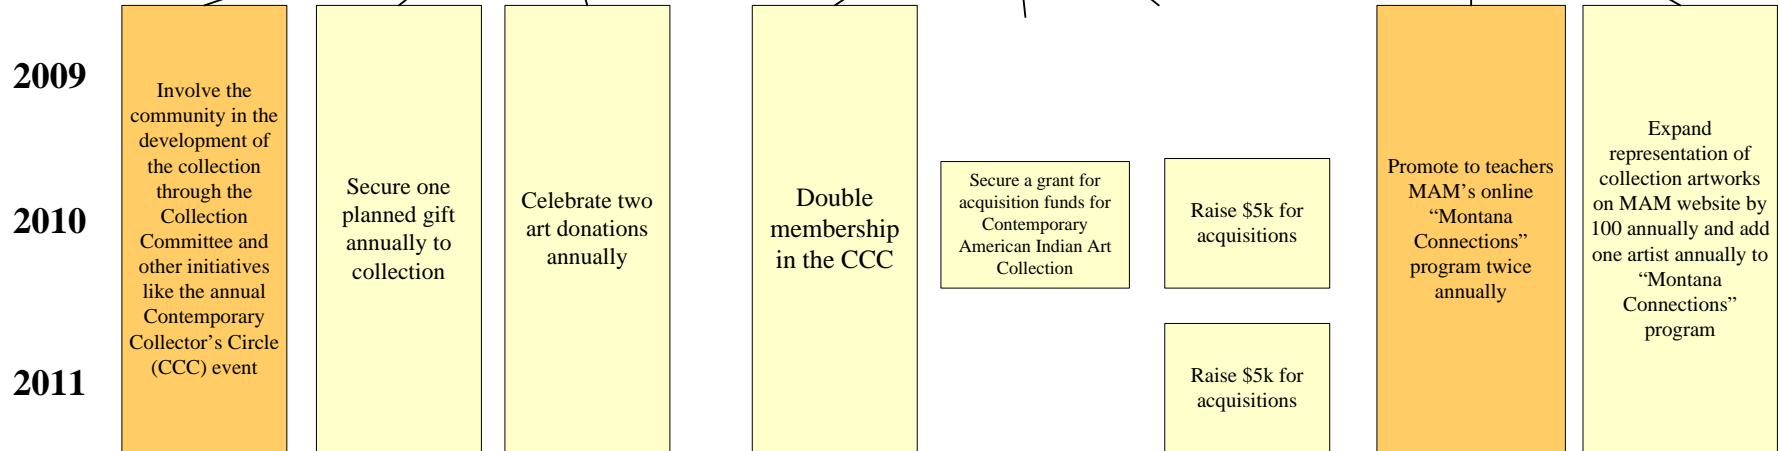 2009
2010
2011
Involve the
community in the
development of
the collection
through the
Collection
Committee and
other initiatives
like the annual
Contemporary
Collector’s Circle
(CCC) event
Secure one
planned gift
annually to
collection
Celebrate two
art donations
annually
Double
membership
in the CCC
Secure a grant for
acquisition funds for
Contemporary
American Indian Art
Collection
Raise $5k for
acquisitions
Raise $5k for
acquisitions
Promote to teachers
MAM’s online
“Montana
Connections”
program twice
annually
Expand
representation of
collection artworks
on MAM website by
100 annually and add
one artist annually to
“Montana
Connections”
program